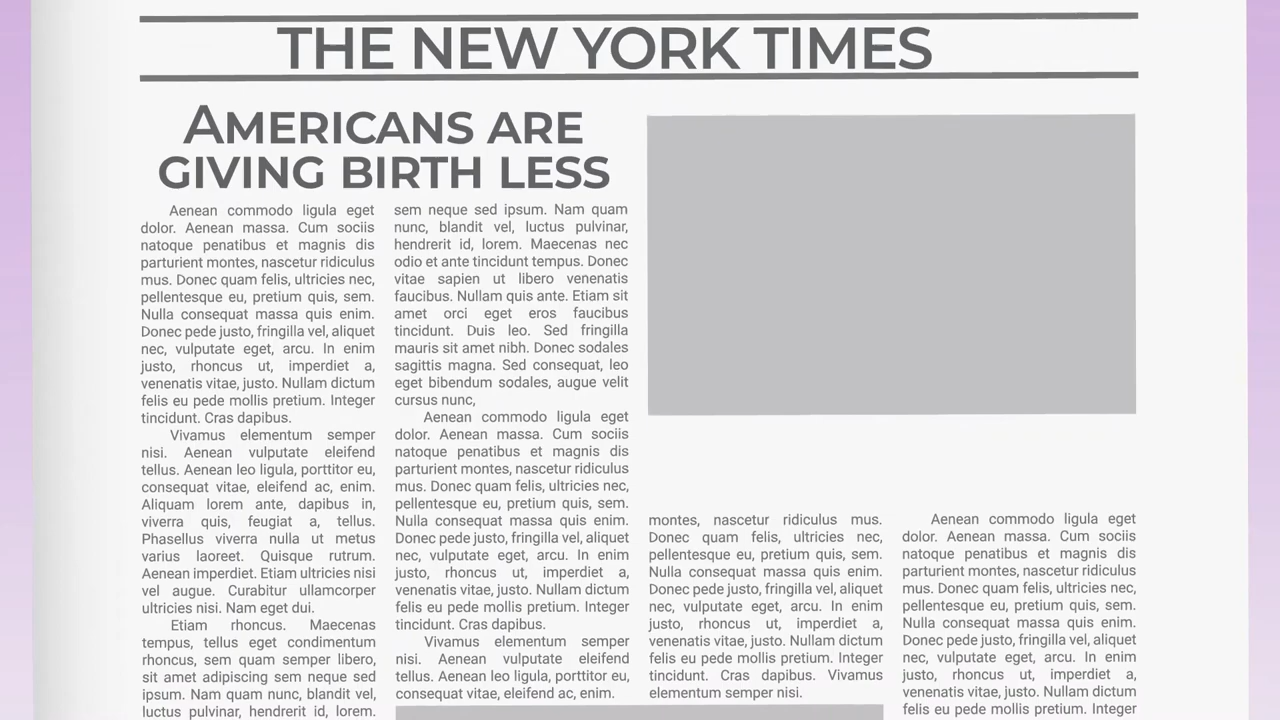 THE NEW YORK TIMES
AMERICANS ARE
GIVING BIRTH LESS
Aenean commodo ligula eget
dolor. Aenean massa. Cum sociis
natoque penatibus et magnis dis
parturient montes, nascetur ridiculus
mus. Donec quam felis, ultricies nec,
pellentesque eu, pretium quis, sem.
Nulla consequat massa quis enim.
Donec pede justo, fringilla vel, aliquet
nec, vulputate eget, arcu. In enim
justo, rhoncus ut, imperdiet a,
venenatis vitae, justo. Nullam dictum
felis eu pede mollis pretium. Integer
tincidunt. Cras dapibus.
Vivamus elementum semper
nisi. Aenean vulputate eleifend
tellus. Aenean leo ligula, porttitor eu,
consequat vitae, eleifend ac, enim.
Aliquam lorem ante, dapibus in,
viverra quis, feugiat a, tellus.
Phasellus viverra nulla ut metus
varius laoreet. Quisque rutrum.
Aenean imperdiet. Etiam ultricies nisi
vel augue. Curabitur ullamcorper
ultricies nisi. Nam eget dui.
Etiam rhoncus. Maecenas
tempus, tellus eget condimentum
rhoncus, sem quam semper libero,
sit amet adipiscing sem neque sed
ipsum. Nam quam nunc, blandit vel,
luctus pulvinar, hendrerit id, lorem.
sem neque sed ipsum. Nam quam
nunc, blandit vel, luctus pulvinar,
hendrerit id, lorem. Maecenas nec
odio et ante tincidunt tempus. Donec
vitae sapien ut libero venenatis
faucibus. Nullam quis ante. Etiam sit
amet orci eget eros faucibus
tincidunt. Duis leo. Sed fringilla
mauris sit amet nibh. Donec sodales
sagittis magna. Sed consequat, leo
eget bibendum sodales, augue velit
cursus nunc,
Aenean commodo ligula eget
dolor. Aenean massa. Cum sociis
natoque penatibus et magnis dis
parturient montes, nascetur ridiculus
mus. Donec quam felis, ultricies nec,
pellentesque eu, pretium quis, sem.
Nulla consequat massa quis enim.
Donec pede justo, fringilla vel, aliquet
nec, vulputate eget, arcu. In enim
justo, rhoncus ut, imperdiet a,
venenatis vitae, justo. Nullam dictum
felis eu pede mollis pretium. Integer
tincidunt. Cras dapibus.
Vivamus elementum semper
nisi. Aenean vulputate eleifend
tellus. Aenean leo ligula, porttitor eu,
consequat vitae, eleifend ac, enim.
montes, nascetur ridiculus mus.
Donec quam felis, ultricies nec,
pellentesque eu, pretium quis, sem.
Nulla consequat massa quis enim.
Donec pede justo, fringilla vel, aliquet
nec, vulputate eget, arcu. In enim
justo, rhoncus ut, imperdiet a,
venenatis vitae, justo. Nullam dictum
felis eu pede mollis pretium. Integer
tincidunt. Cras dapibus. Vivamus
elementum semper nisi.
Aenean commodo ligula eget
dolor. Aenean massa. Cum sociis
natoque penatibus et magnis dis
parturient montes, nascetur ridiculus
mus. Donec quam felis, ultricies nec,
pellentesque eu, pretium quis, sem.
Nulla consequat massa quis enim.
Donec pede justo, fringilla vel, aliquet
nec, vulputate eget, arcu. In enim
justo, rhoncus ut, imperdiet a,
venenatis vitae, justo. Nullam dictum
felis eu pede mollis pretium. Integer